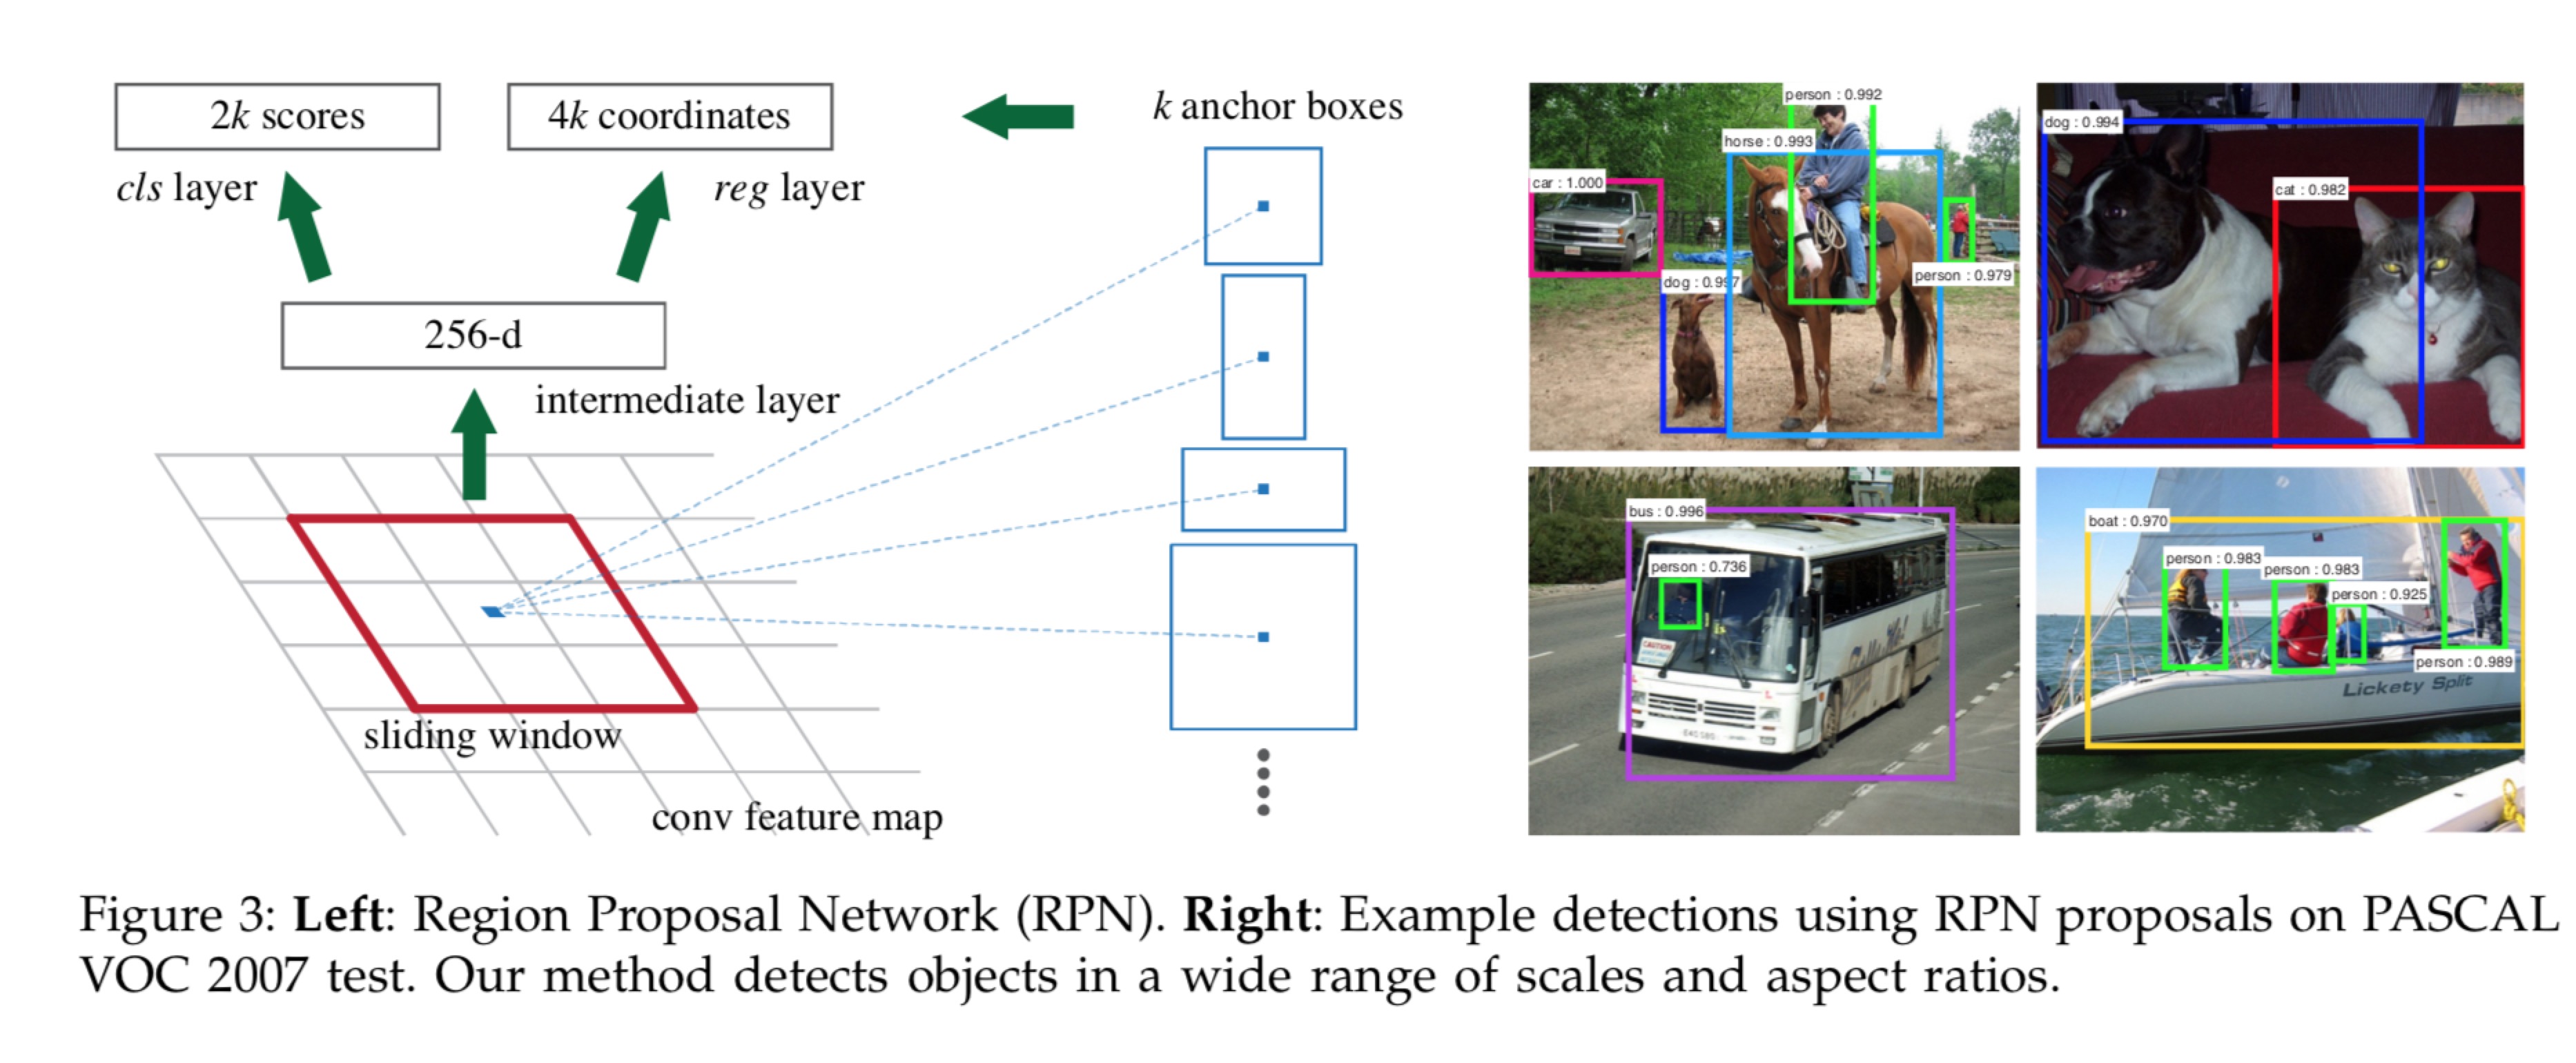 2k scores
4k coordinates
k anchor boxes
cls layer
reg layer
256-d
intermediate layer
sliding window
conv feature map
person : 0.992
horse : 0.993
car : 1.000
dog : 0.997
person : 0.979
dog : 0.994
cat : 0.982
bus : 0.996
person : 0.736
CAUTION
boat : 0.970
person : 0.983
person : 0.983
person : 0.925
person : 0.989
Lickety Split
Figure 3: Left: Region Proposal Network (RPN). Right: Example detections using RPN proposals on PASCAL
VOC 2007 test. Our method detects objects in a wide range of scales and aspect ratios.